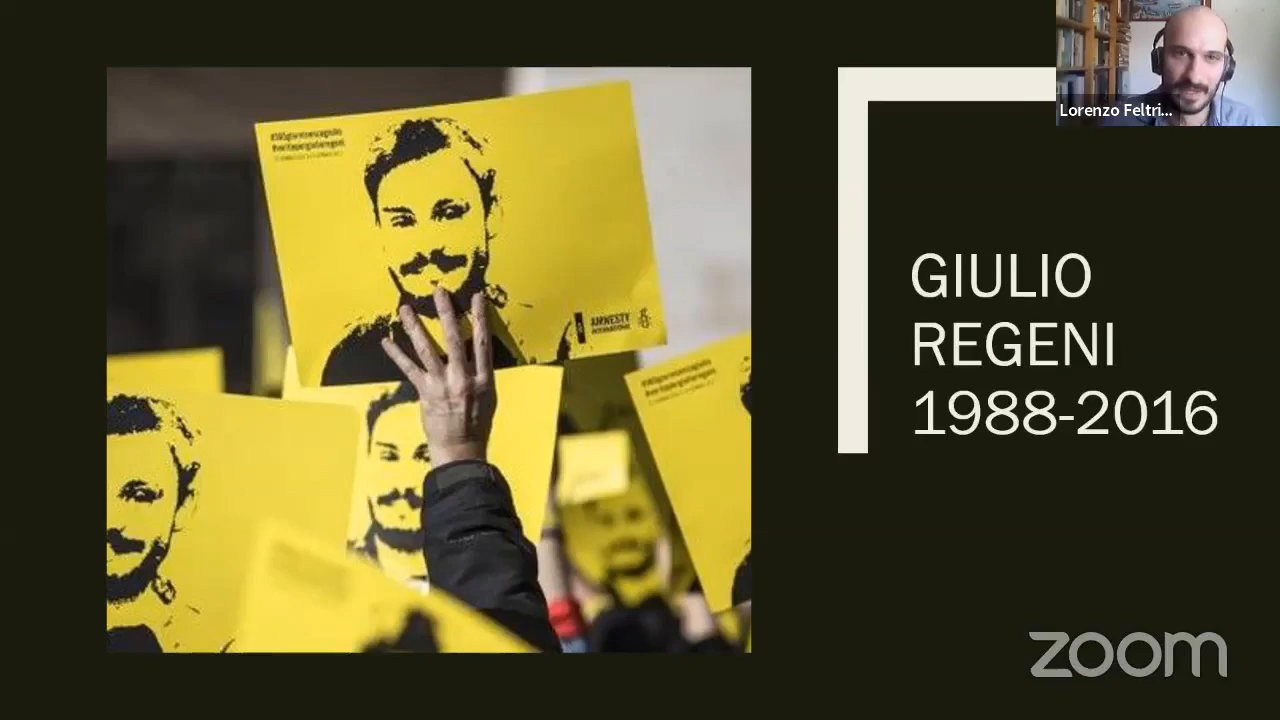 Lorenzo Feltri...
GIULIO
REGENI
1988-2016
AMNESTY
INTERNATIONAL
zoom